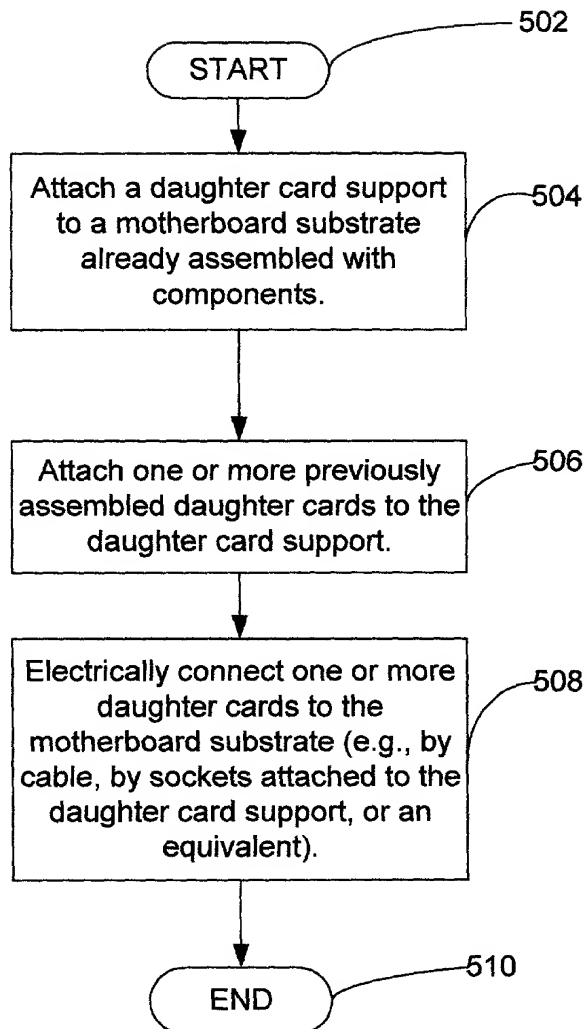 502
START
Attach a daughter card support
to a motherboard substrate
already assembled with
components.
504
Attach one or more previously
assembled daughter cards to the
daughter card support.
506
Electrically connect one or more
daughter cards to the
motherboard substrate (e.g., by
cable, by sockets attached to the
daughter card support, or an
equivalent).
508
END
510